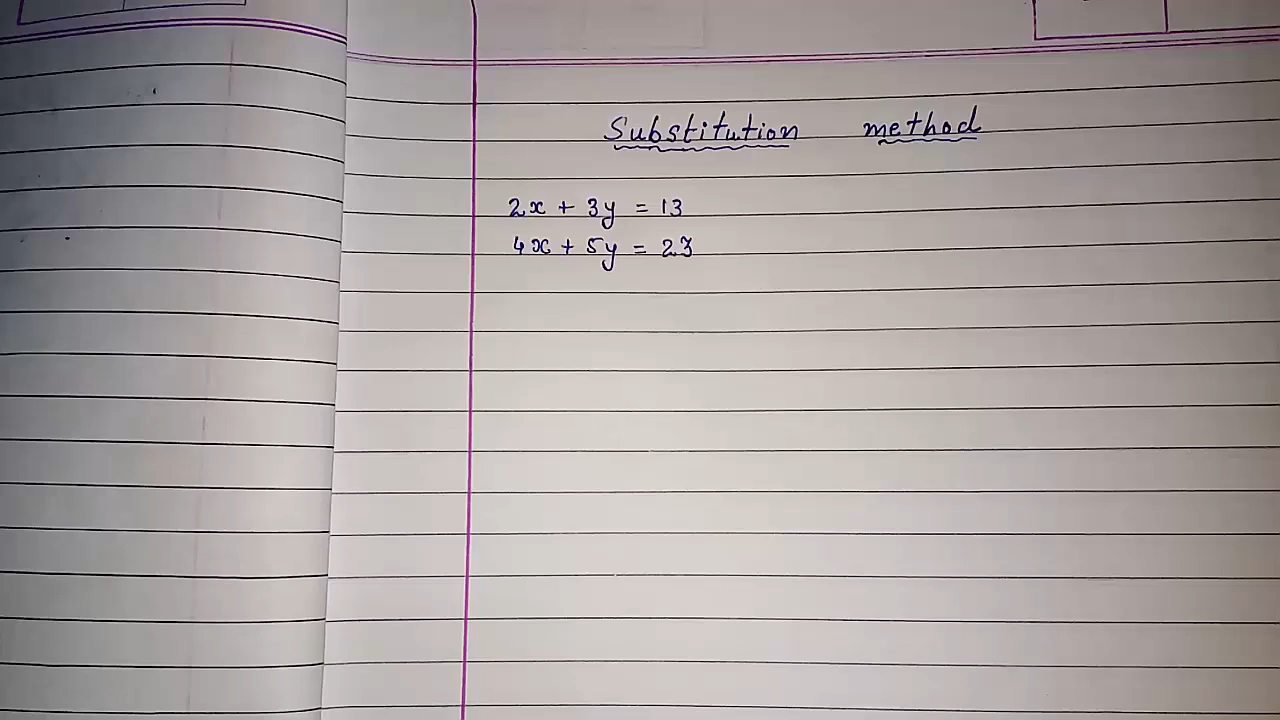 Substitution method
2x + 3y = 13
4x + 5y = 23